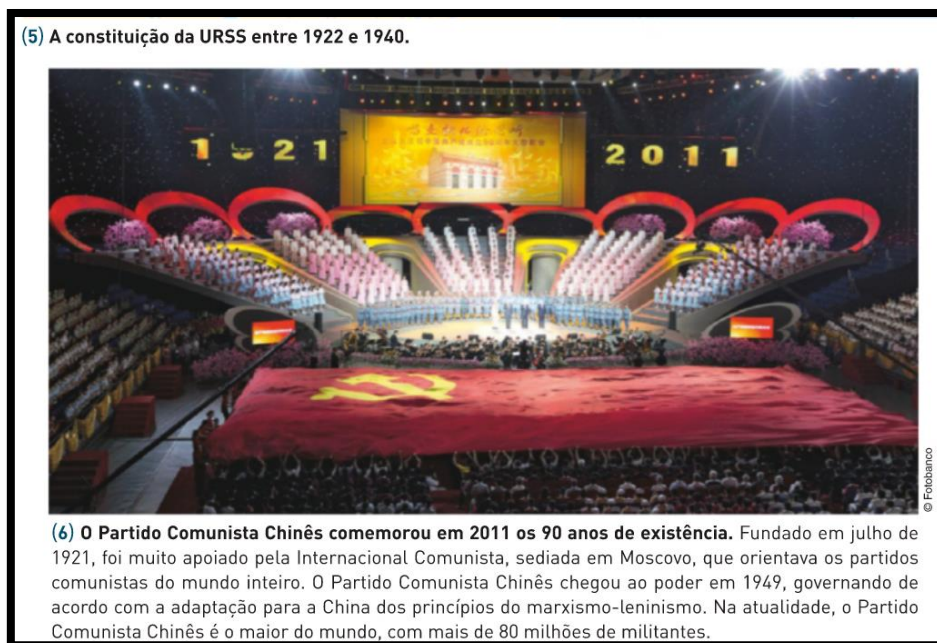 (5) A constituição da URSS entre 1922 e 1940.
2011
© Fotobanco
(6) O Partido Comunista Chinês comemorou em 2011 os 90 anos de existência. Fundado em julho de
1921, foi muito apoiado pela Internacional Comunista, sediada em Moscovo, que orientava os partidos
comunistas do mundo inteiro. O Partido Comunista Chinês chegou ao poder em 1949, governando de
acordo com a adaptação para a China dos princípios do marxismo-leninismo. Na atualidade, o Partido
Comunista Chinês é o maior do mundo, com mais de 80 milhões de militantes.